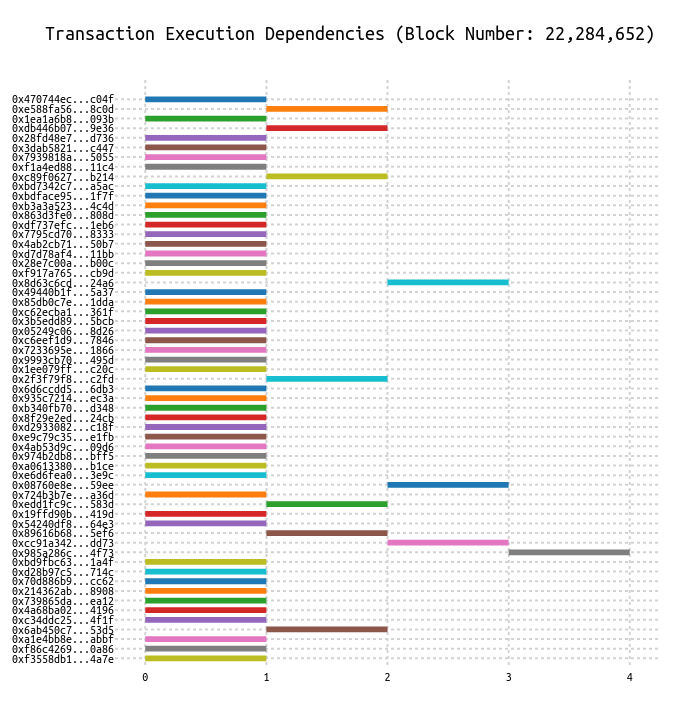 Transaction Execution Dependencies (Block Number: 22,284,652)
0x470744ec...c04f
0xe588fa56...8c0d
0x1ea1a6b8...093b
0xdb446b07...9e36
0x28fd48e7...d736
0x3dab5821...c447
0x7939818a...5055
0xf1a4ed88...11c4
0xc89f0627...b214
0xbd7342c7...a5ac
0xbdface95...1f7f
0xb3a3a523...4c4d
0x863d3fe0...808d
0xdf737efc...1eb6
0x7795cd70...8333
0x4ab2cb71...50b7
0xd7d78af4...11bb
0x28e7c00a...b00c
0xf917a765...cb9d
0x8d63c6cd...24a6
0x49440b1f...5a37
0x85db0c7e...1dda
0xc62ecba1...361f
0x3b5edd89...5bcb
0x05249c06...8d26
0xc6eef1d9...7846
0x7233695e...1866
0x9993cb70...495d
0x1ee079ff...c20c
0x2f3f79f8...c2fd
0x6d6ccdd5...6db3
0x935c7214...ec3a
0xb340fb70...d348
0x8f29e2ed...24cb
0xd2933082...c18f
0xe9c79c35...e1fb
0x4ab53d9c...09d6
0x974b2db8...bff5
0xa0613380...b1ce
0xe6d6fea0...3e9c
0x08760e8e...59ee
0x724b3b7e...a36d
0xedd1fc9c...583d
0x19ffd90b...419d
0x54240df8...64e3
0x89616b68...5ef6
0xcc91a342...dd73
0x985a286c...4f73
0xbd9fbc63...1a4f
0xd28b97c5...714c
0x70d886b9...cc62
0x214362ab...8908
0x739865da...ea12
0x4a68ba02...4196
0xc34ddc25...4f1f
0x6ab450c7...53d5
0xa1e4bb8e...abbf
0xf86c4269...0a86
0xf3558db1...4a7e
0 1 2 3 4